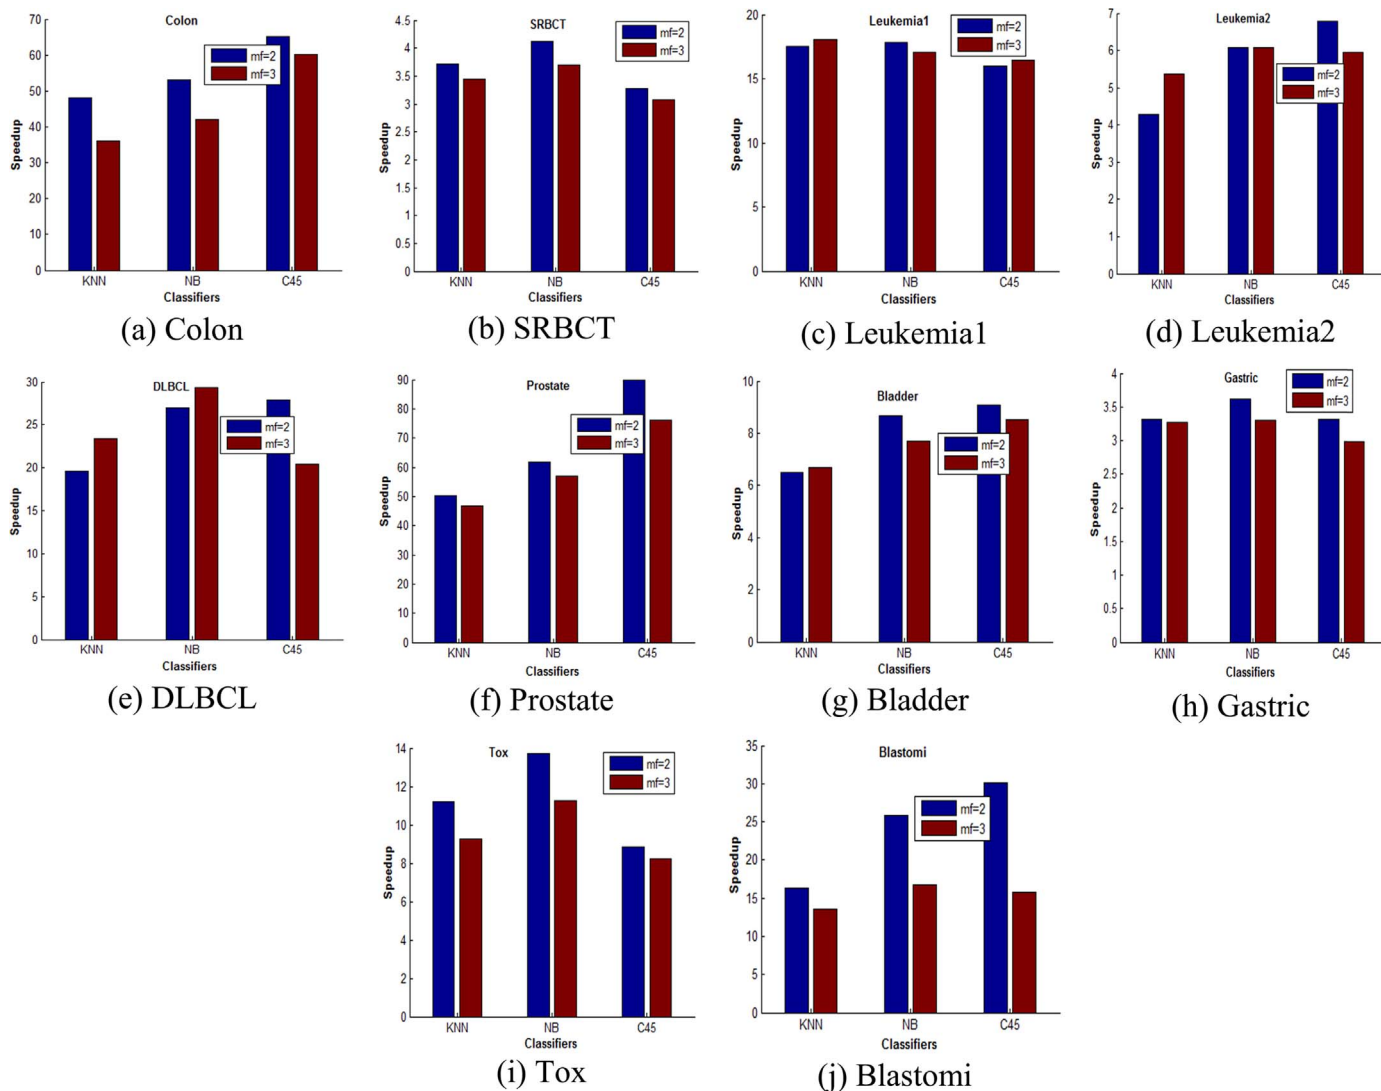 Colon
70
60
50
40
30
20
10
0
Speedup
mf=2
mf=3
KNN NB C45
Classifiers
(a) Colon
SRBCT
4.5
4
3.5
3
2.5
2
1.5
1
0.5
0
Speedup
mf=2
mf=3
KNN NB C45
Classifiers
(b) SRBCT
Leukemia1
20
15
10
5
0
Speedup
mf=2
mf=3
KNN NB C45
Classifiers
(c) Leukemia1
Leukemia2
7
6
5
4
3
2
1
0
Speedup
mf=2
mf=3
KNN NB C45
Classifiers
(d) Leukemia2
DLBCL
30
25
20
15
10
5
0
Speedup
mf=2
mf=3
KNN NB C45
Classifiers
(e) DLBCL
Prostate
90
80
70
60
50
40
30
20
10
0
Speedup
mf=2
mf=3
KNN NB C45
Classifiers
(f) Prostate
Bladder
10
8
6
4
2
0
Speedup
mf=2
mf=3
KNN NB C45
Classifiers
(g) Bladder
Gastric
4
3.5
3
2.5
2
1.5
1
0.5
0
Speedup
mf=2
mf=3
KNN NB C45
Classifiers
(h) Gastric
Tox
14
12
10
8
6
4
2
0
Speedup
mf=2
mf=3
KNN NB C45
Classifiers
(i) Tox
Blastomi
35
30
25
20
15
10
5
0
Speedup
mf=2
mf=3
KNN NB C45
Classifiers
(j) Blastomi